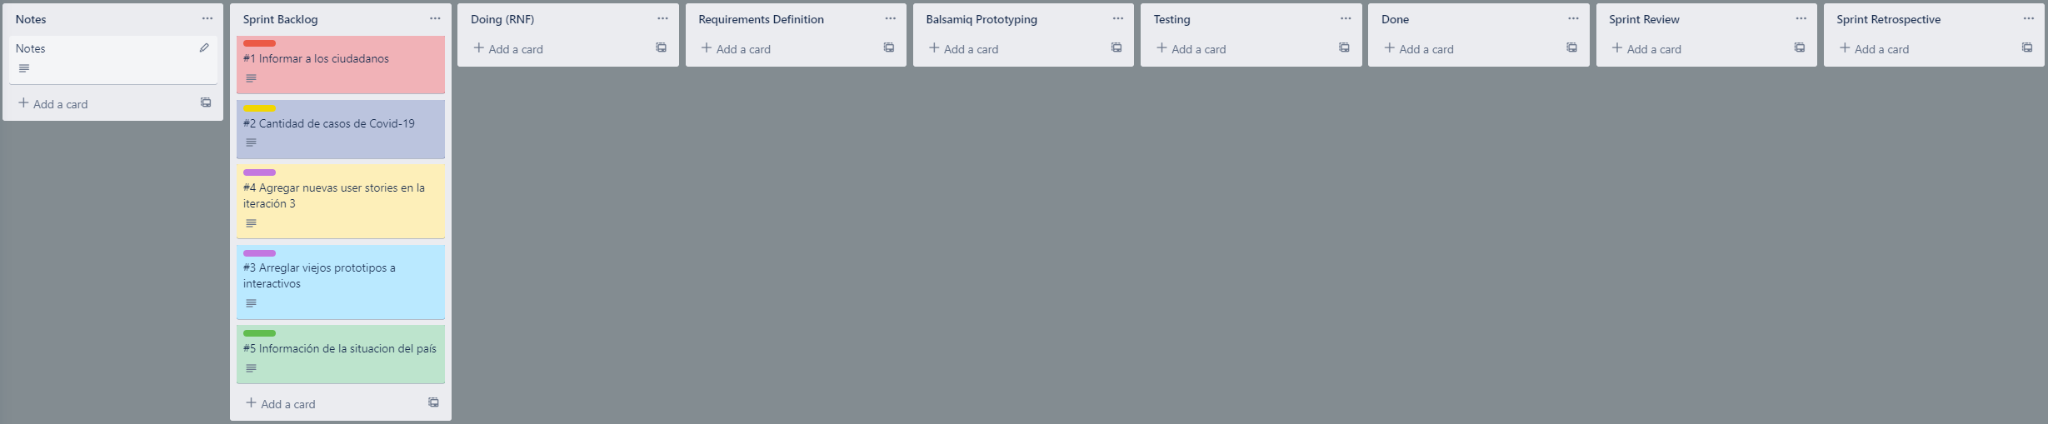 Notes
Notes
Add a card
Sprint Backlog
#1 Informar a los ciudadanos
#2 Cantidad de casos de Covid-19
#4 Agregar nuevas user stories en la
iteración 3
#3 Arreglar viejos prototipos a
interactivos
#5 Información de la situacion del país
Add a card
Doing (RNF)
Add a card
Requirements Definition
Add a card
Balsamiq Prototyping
Add a card
Testing
Add a card
Done
Add a card
Sprint Review
Add a card
Sprint Retrospective
Add a card